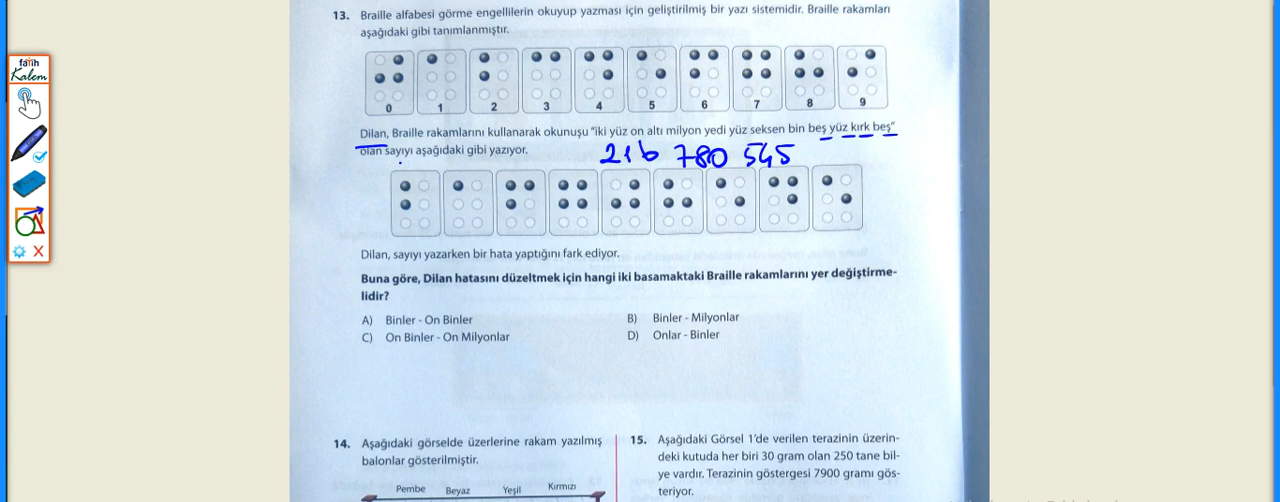 fatih
Kalem
13. Braille alfabesi görme engellilerin okuyup yazması için geliştirilmiş bir yazı sistemidir. Braille rakamları
aşağıdaki gibi tanımlanmıştır.
0 1 2 3 4 5 6 7 8 9
Dilan, Braille rakamlarını kullanarak okunuşu "iki yüz on altı milyon yedi yüz seksen bin beş yüz kırk beş"
olan sayıyı aşağıdaki gibi yazıyor.
216 780 545
Dilan, sayıyı yazarken bir hata yaptığını fark ediyor.
Buna göre, Dilan hatasını düzeltmek için hangi iki basamaktaki Braille rakamlarını yer değiştirme-
lidir?
A) Binler - On Binler
B) Binler - Milyonlar
C) On Binler - On Milyonlar
D) Onlar - Binler
14. Aşağıdaki görselde üzerlerine rakam yazılmış
balonlar gösterilmiştir.
Pembe Beyaz Yeşil Kırmızı
15. Aşağıdaki Görsel 1'de verilen terazinin üzerin-
deki kutuda her biri 30 gram olan 250 tane bil-
ye vardır. Terazinin göstergesi 7900 gramı gös-
teriyor.